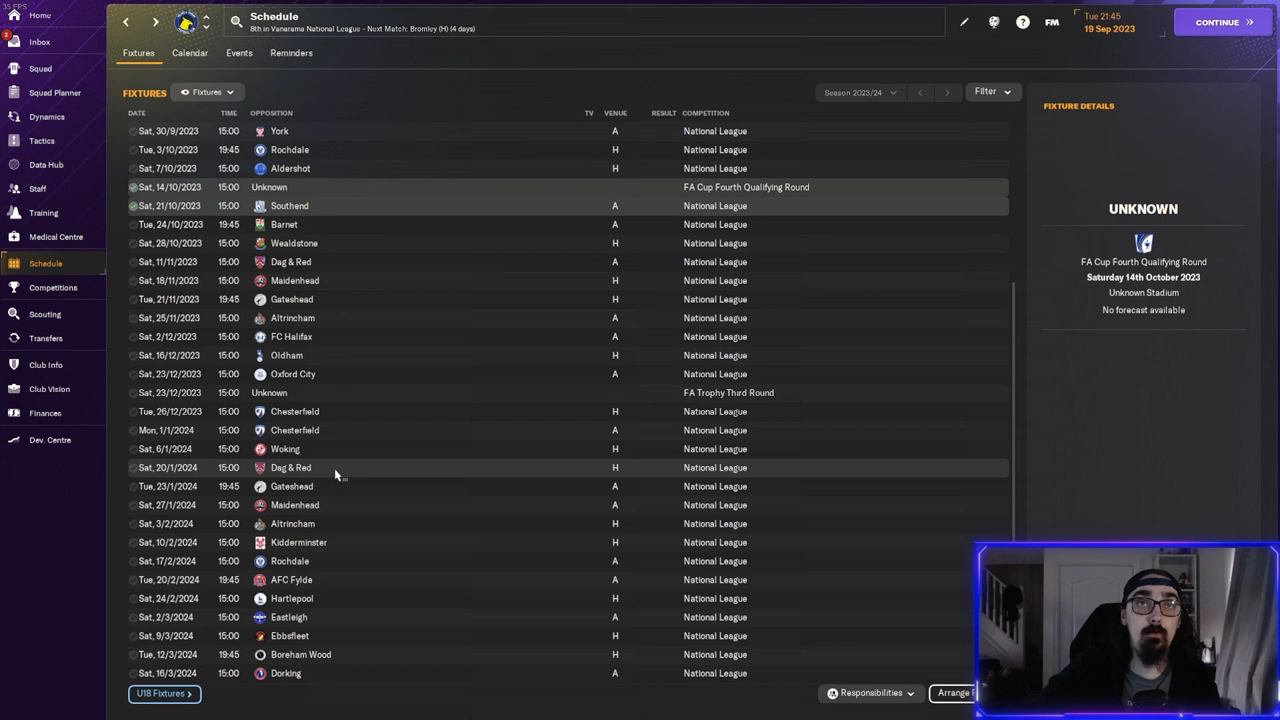 35 FPS
Home
2
Inbox
Squad
Squad Planner
Dynamics
Tactics
Data Hub
Staff
Training
Medical Centre
Schedule
Competitions
Scouting
Transfers
Club Info
Club Vision
Finances
Dev. Centre
Schedule
8th in Vanarama National League - Next Match: Bromley (H) (4 days)
FM
Tue 21:45
19 Sep 2023
CONTINUE
Fixtures Calendar Events Reminders
FIXTURES Fixtures Season 2023/24 Filter
DATE TIME OPPOSITION TV VENUE RESULT COMPETITION
Sat, 30/9/2023 15:00 York A National League
Tue, 3/10/2023 19:45 Rochdale H National League
Sat, 7/10/2023 15:00 Aldershot H National League
Sat, 14/10/2023 15:00 Unknown FA Cup Fourth Qualifying Round
Sat, 21/10/2023 15:00 Southend A National League
Tue, 24/10/2023 19:45 Barnet A National League
Sat, 28/10/2023 15:00 Wealdstone H National League
Sat, 11/11/2023 15:00 Dag & Red A National League
Sat, 18/11/2023 15:00 Maidenhead H National League
Tue, 21/11/2023 19:45 Gateshead H National League
Sat, 25/11/2023 15:00 Altrincham A National League
Sat, 2/12/2023 15:00 FC Halifax A National League
Sat, 16/12/2023 15:00 Oldham H National League
Sat, 23/12/2023 15:00 Oxford City A National League
Sat, 23/12/2023 15:00 Unknown FA Trophy Third Round
Tue, 26/12/2023 15:00 Chesterfield H National League
Mon, 1/1/2024 15:00 Chesterfield A National League
Sat, 6/1/2024 15:00 Woking H National League
Sat, 20/1/2024 15:00 Dag & Red H National League
Tue, 23/1/2024 19:45 Gateshead A National League
Sat, 27/1/2024 15:00 Maidenhead A National League
Sat, 3/2/2024 15:00 Altrincham H National League
Sat, 10/2/2024 15:00 Kidderminster H National League
Sat, 17/2/2024 15:00 Rochdale A National League
Tue, 20/2/2024 19:45 AFC Fylde A National League
Sat, 24/2/2024 15:00 Hartlepool H National League
Sat, 2/3/2024 15:00 Eastleigh A National League
Sat, 9/3/2024 15:00 Ebbsfleet H National League
Tue, 12/3/2024 19:45 Boreham Wood H National League
Sat, 16/3/2024 15:00 Dorking A National League
U18 Fixtures Responsibilities Arrange
FIXTURE DETAILS
UNKNOWN
FA Cup Fourth Qualifying Round
Saturday 14th October 2023
Unknown Stadium
No forecast available